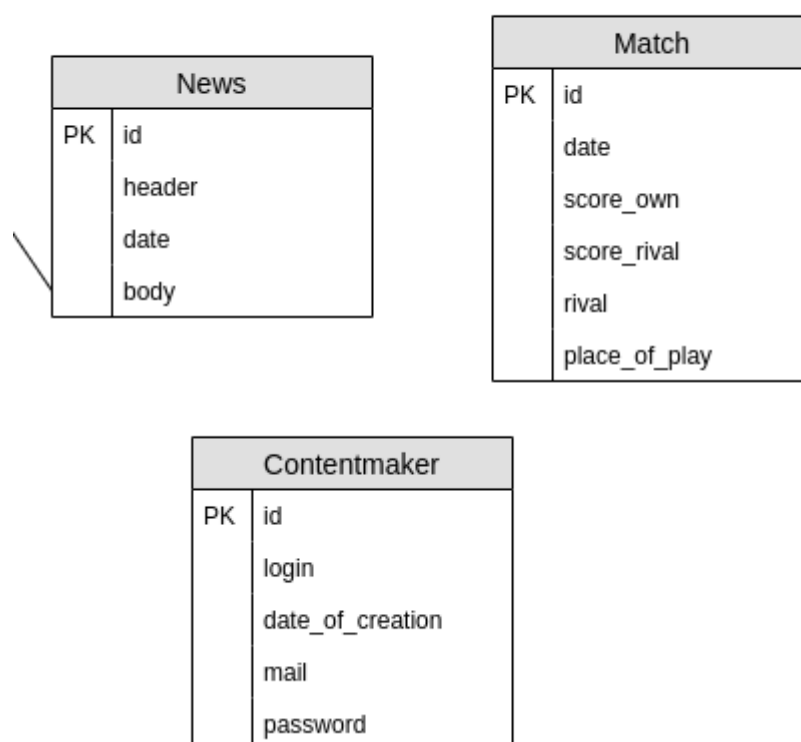 News
PK id
header
date
body
Match
PK id
date
score_own
score_rival
rival
place_of_play
Contentmaker
PK id
login
date_of_creation
mail
password